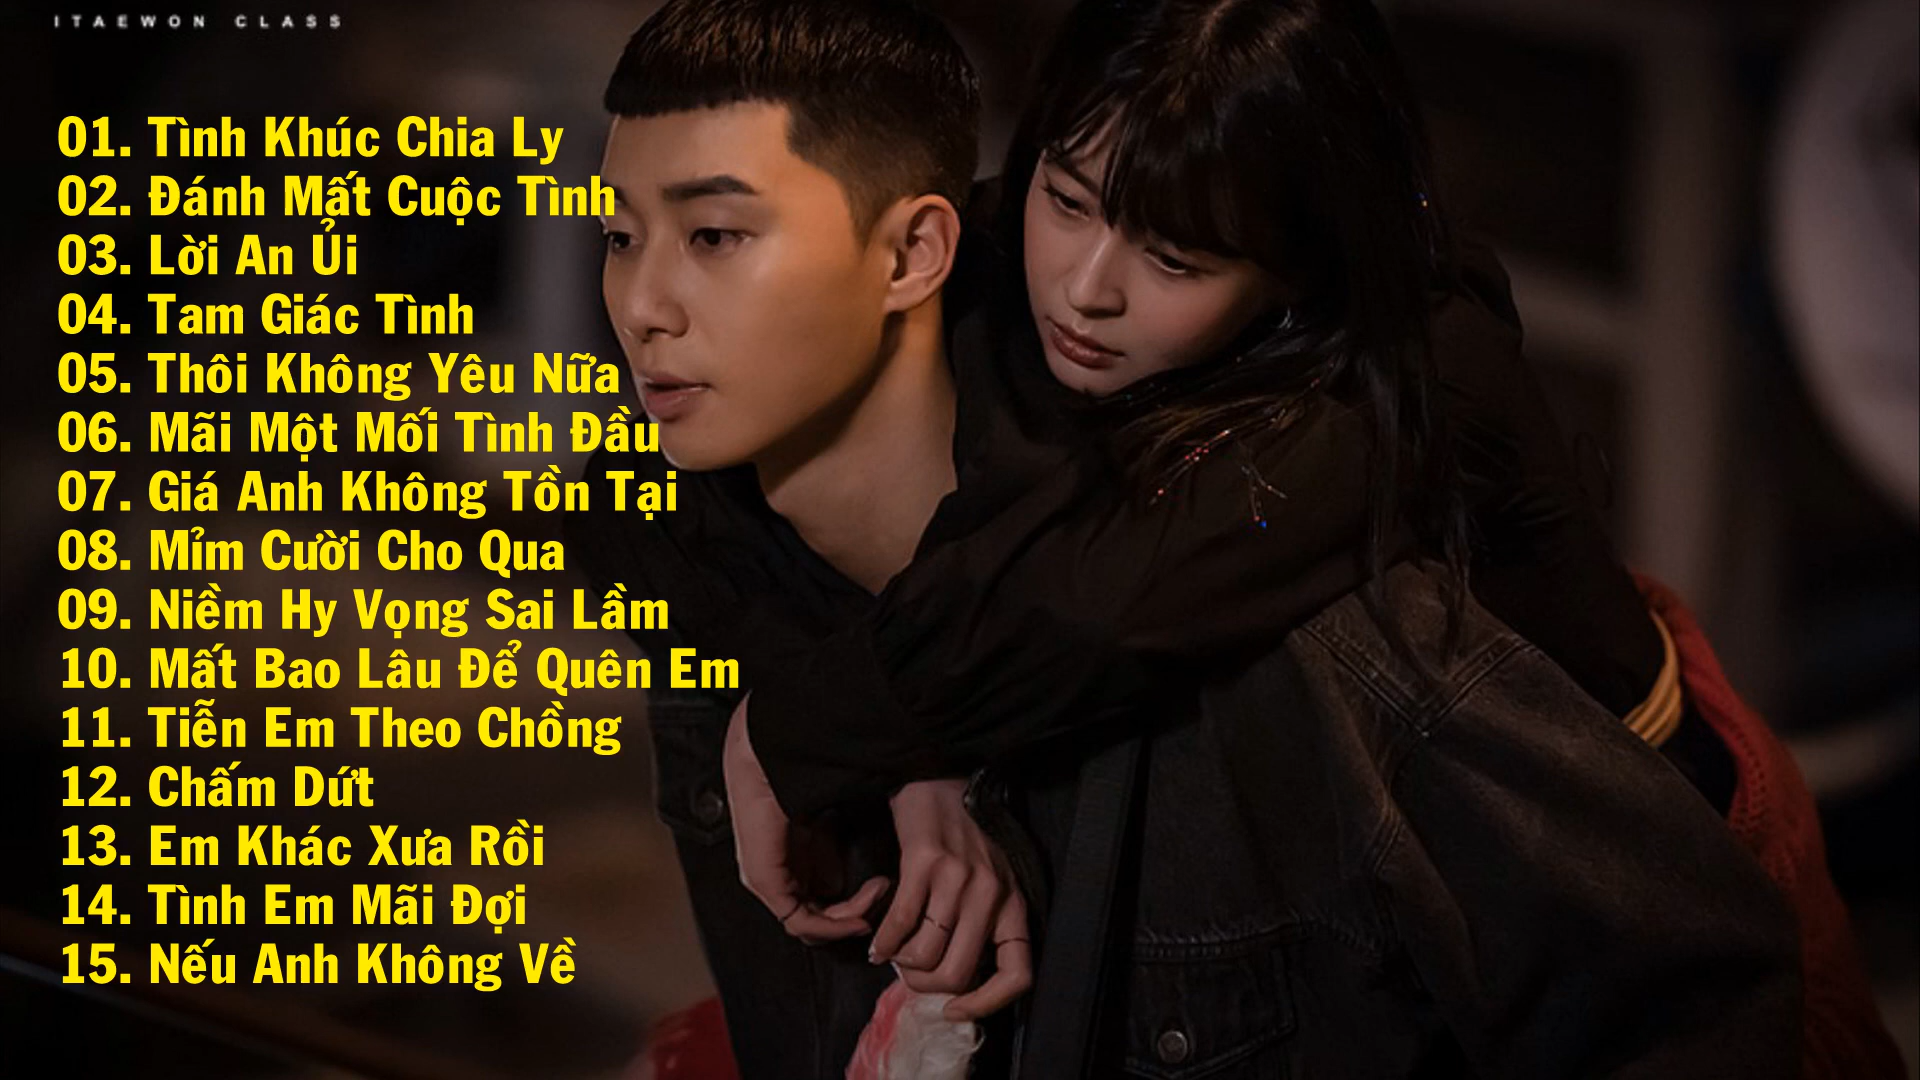 ITAEWON CLASS
01. Tình Khúc Chia Ly
02. Đánh Mất Cuộc Tình
03. Lời An Ủi
04. Tam Giác Tình
05. Thôi Không Yêu Nữa
06. Mãi Một Mối Tình Đầu
07. Giá Anh Không Tồn Tại
08. Mỉm Cười Cho Qua
09. Niềm Hy Vọng Sai Lầm
10. Mất Bao Lâu Để Quên Em
11. Tiễn Em Theo Chồng
12. Chấm Dứt
13. Em Khác Xưa Rồi
14. Tình Em Mãi Đợi
15. Nếu Anh Không Về